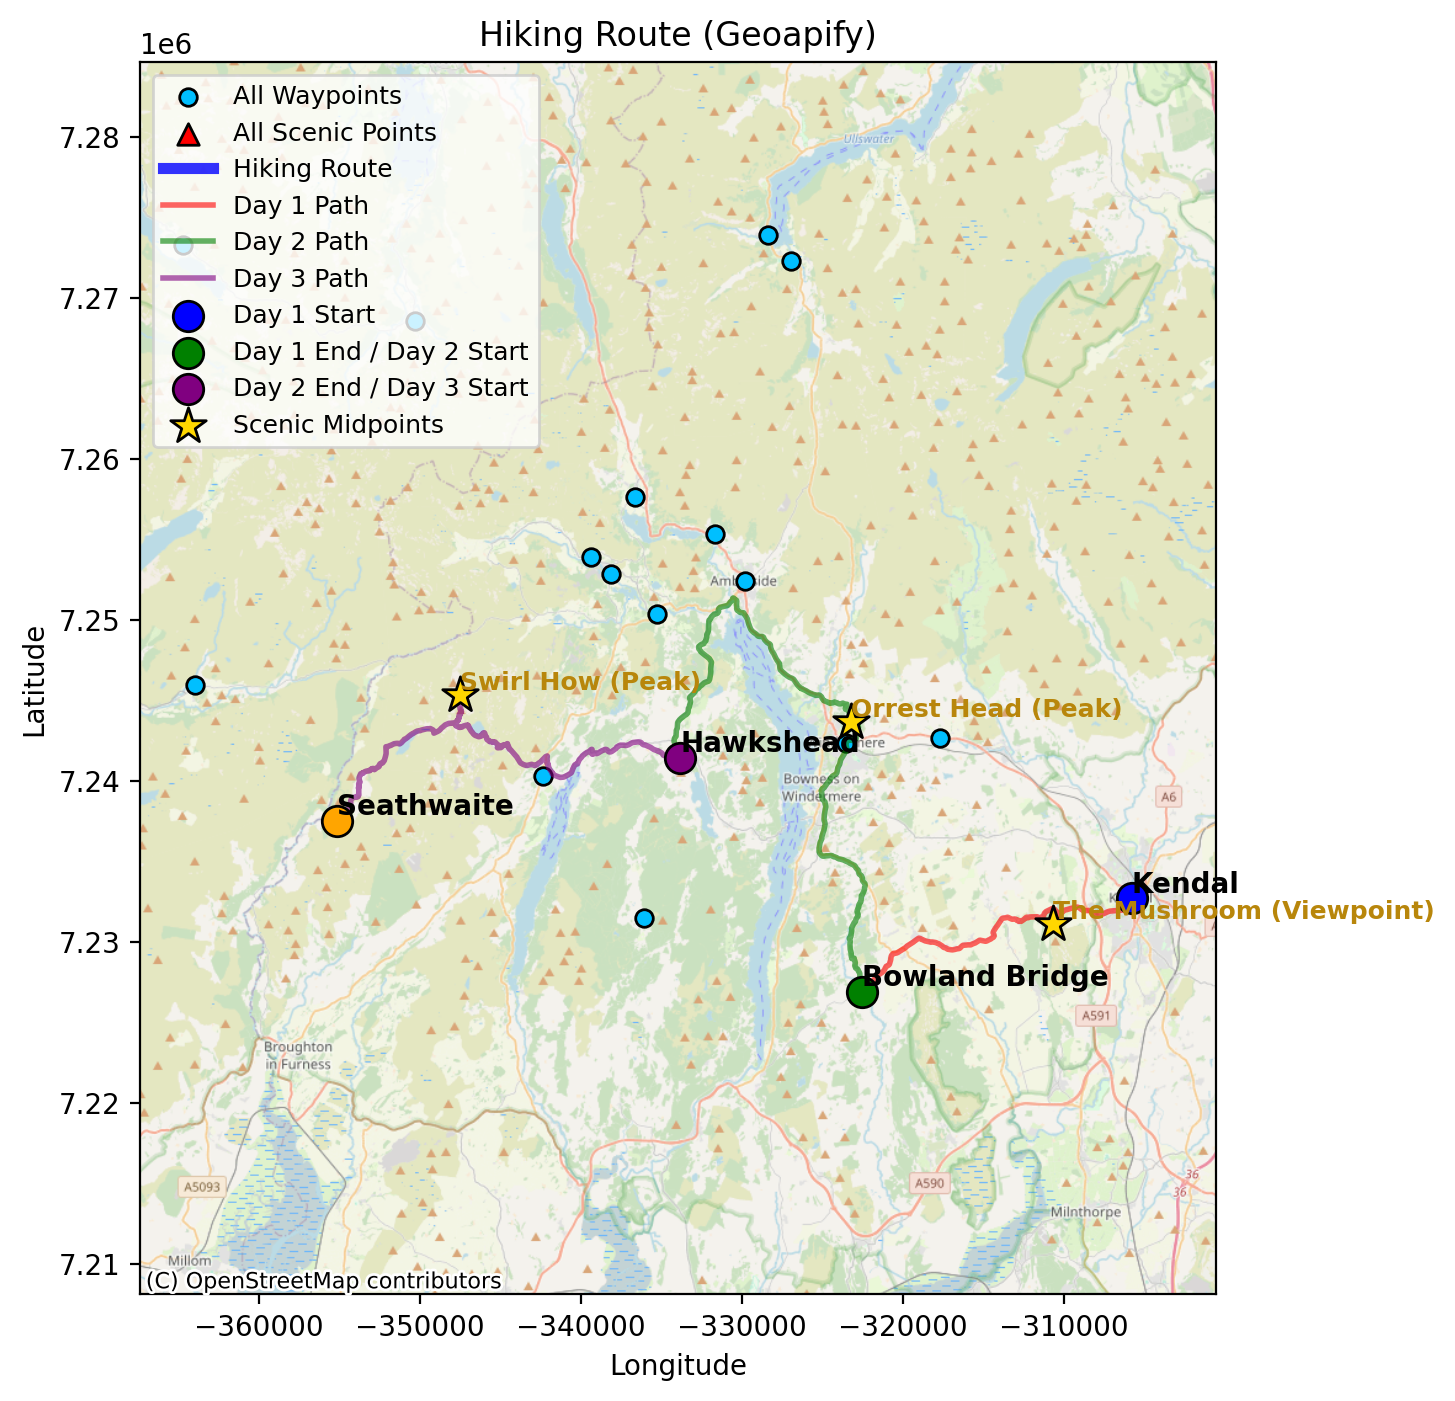 Hiking Route (Geoapify)
1e6
All Waypoints
All Scenic Points
Hiking Route
Day 1 Path
Day 2 Path
Day 3 Path
Day 1 Start
Day 1 End / Day 2 Start
Day 2 End / Day 3 Start
Scenic Midpoints
Ullswater
7.28
7.27
7.26
7.25
7.24
7.23
7.22
7.21
Latitude
Swirl How (Peak)
Orrest Head (Peak)
Hawkshead
Bowness on
Windermere
A6
Seathwaite
Kendal
The Mushroom (Viewpoint)
Bowland Bridge
A591
Broughton
in Furness
A5093
A590
36
36
Milnthorpe
Millom
(C) OpenStreetMap contributors
−360000
−350000
−340000
−330000
−320000
−310000
Longitude